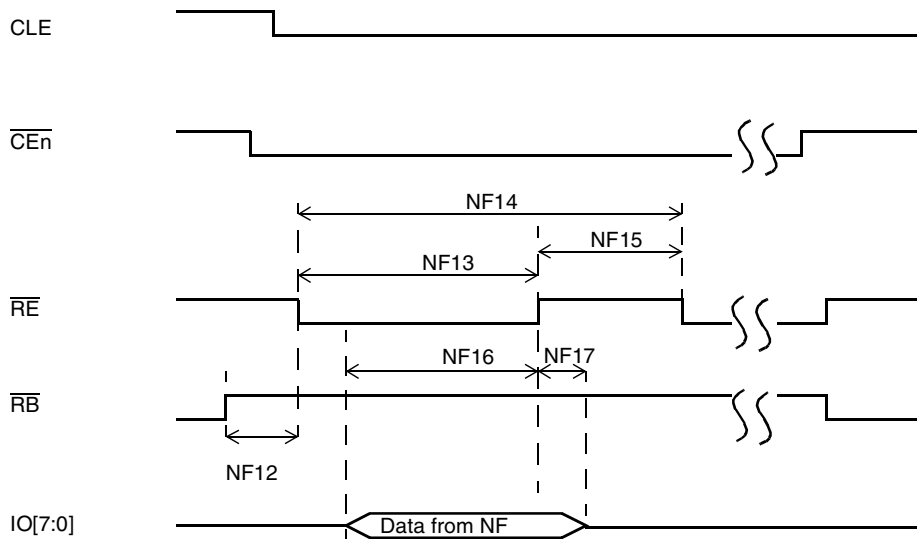 CLE
CEn
NF14
NF15
NF13
RE
NF16
NF17
RB
NF12
IO[7:0]
Data from NF